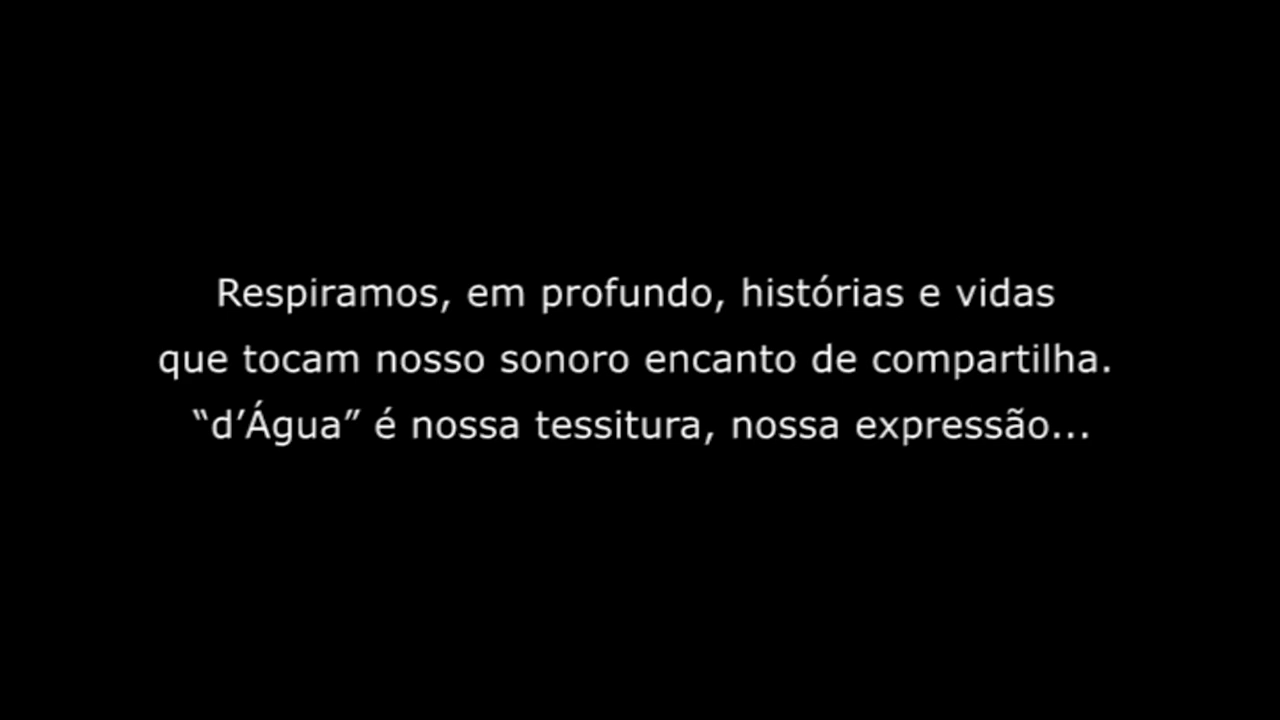 Respiramos, em profundo, histórias e vidas
que tocam nosso sonoro encanto de compartilha.
“d’Água” é nossa tessitura, nossa expressão...